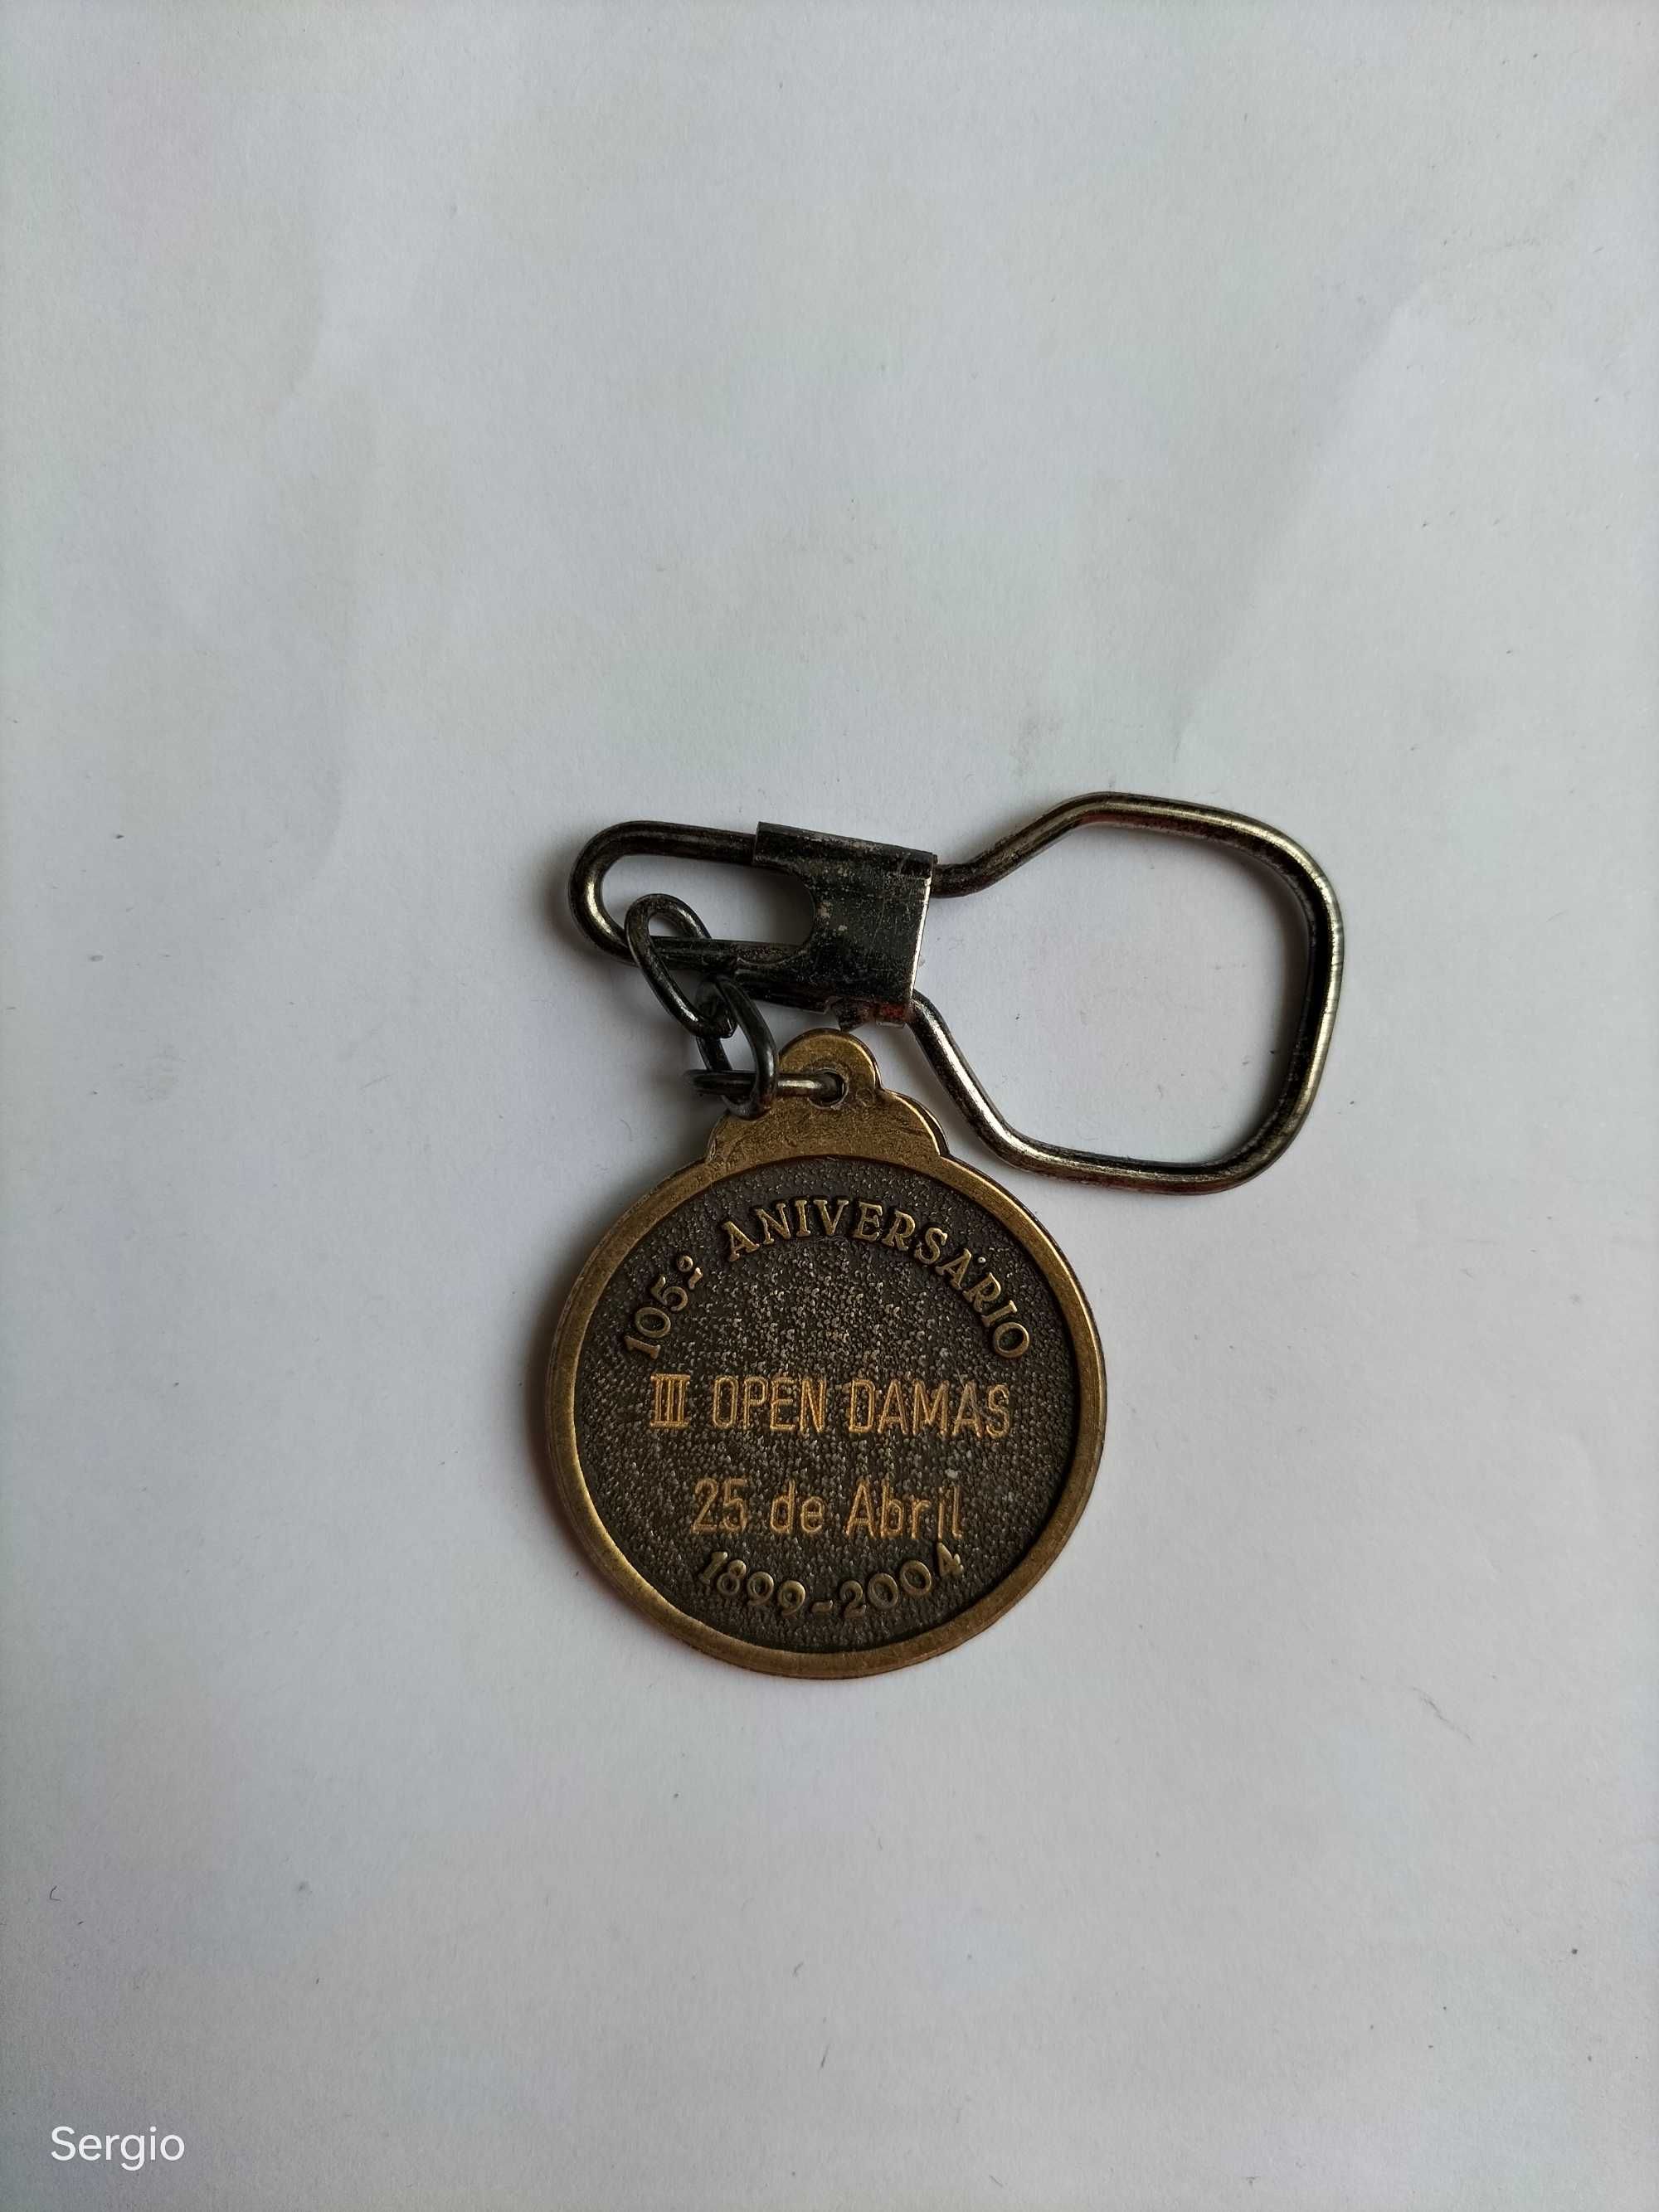 105º ANIVERSÁRIO
III OPEN DAMAS
25 de Abril
1899-2004
Sergio